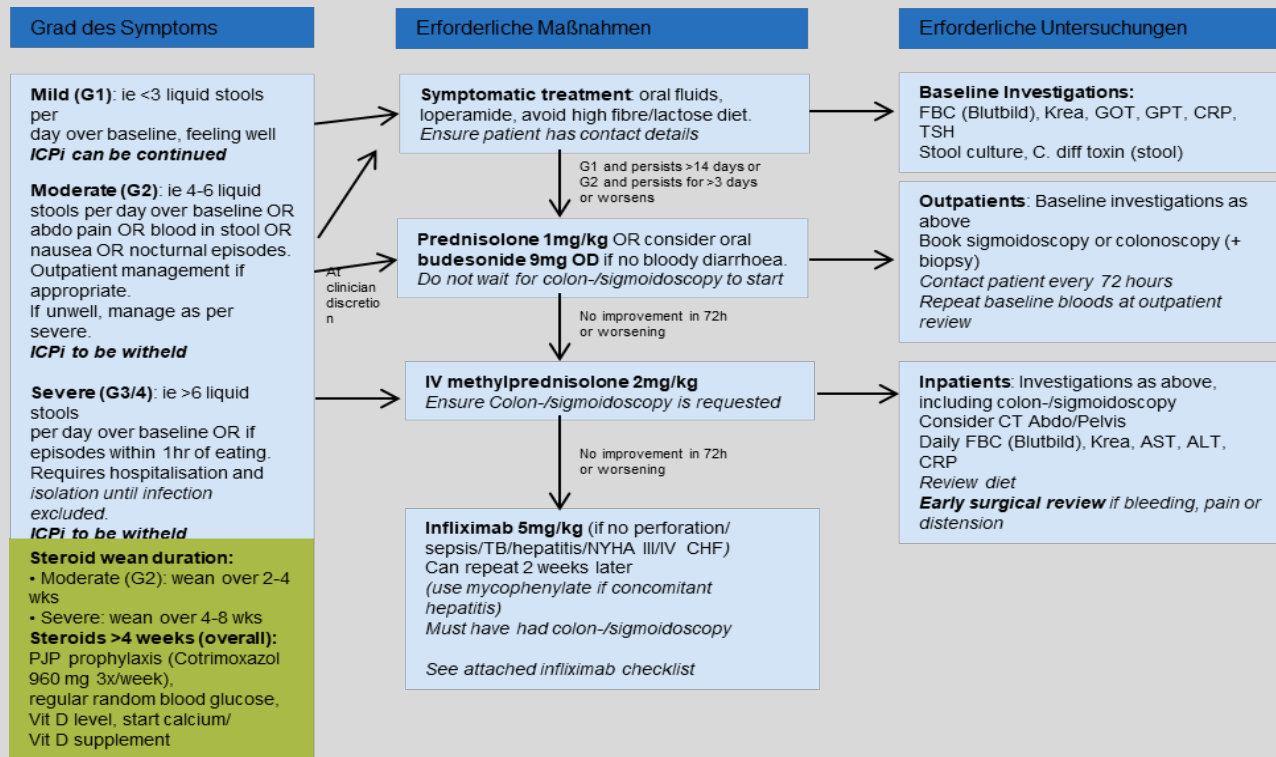 Grad des Symptoms
Erforderliche Maßnahmen
Erforderliche Untersuchungen
Mild (G1): ie <3 liquid stools
per
day over baseline, feeling well
ICPi can be continued
Moderate (G2): ie 4-6 liquid
stools per day over baseline OR
abdo pain OR blood in stool OR
nausea OR nocturnal episodes.
Outpatient management if
appropriate.
If unwell, manage as per
severe.
ICPi to be witheld
Severe (G3/4): ie >6 liquid
stools
per day over baseline OR if
episodes within 1hr of eating.
Requires hospitalisation and
isolation until infection
excluded.
ICPi to be witheld
Steroid wean duration:
• Moderate (G2): wean over 2-4
wks
• Severe: wean over 4-8 wks
Steroids >4 weeks (overall):
PJP prophylaxis (Cotrimoxazol
960 mg 3x/week),
regular random blood glucose,
Vit D level, start calcium/
Vit D supplement
At
clinician
discretio
n
Symptomatic treatment: oral fluids,
loperamide, avoid high fibre/lactose diet.
Ensure patient has contact details
G1 and persists >14 days or
G2 and persists for >3 days
or worsens
Prednisolone 1mg/kg OR consider oral
budesonide 9mg OD if no bloody diarrhoea.
Do not wait for colon-/sigmoidoscopy to start
No improvement in 72h
or worsening
IV methylprednisolone 2mg/kg
Ensure Colon-/sigmoidoscopy is requested
No improvement in 72h
or worsening
Infliximab 5mg/kg (if no perforation/
sepsis/TB/hepatitis/NYHA III/IV CHF)
Can repeat 2 weeks later
(use mycophenylate if concomitant
hepatitis)
Must have had colon-/sigmoidoscopy
See attached infliximab checklist
Baseline Investigations:
FBC (Blutbild), Krea, GOT, GPT, CRP,
TSH
Stool culture, C. diff toxin (stool)
Outpatients: Baseline investigations as
above
Book sigmoidoscopy or colonoscopy (+
biopsy)
Contact patient every 72 hours
Repeat baseline bloods at outpatient
review
Inpatients: Investigations as above,
including colon-/sigmoidoscopy
Consider CT Abdo/Pelvis
Daily FBC (Blutbild), Krea, AST, ALT,
CRP
Review diet
Early surgical review if bleeding, pain or
distension